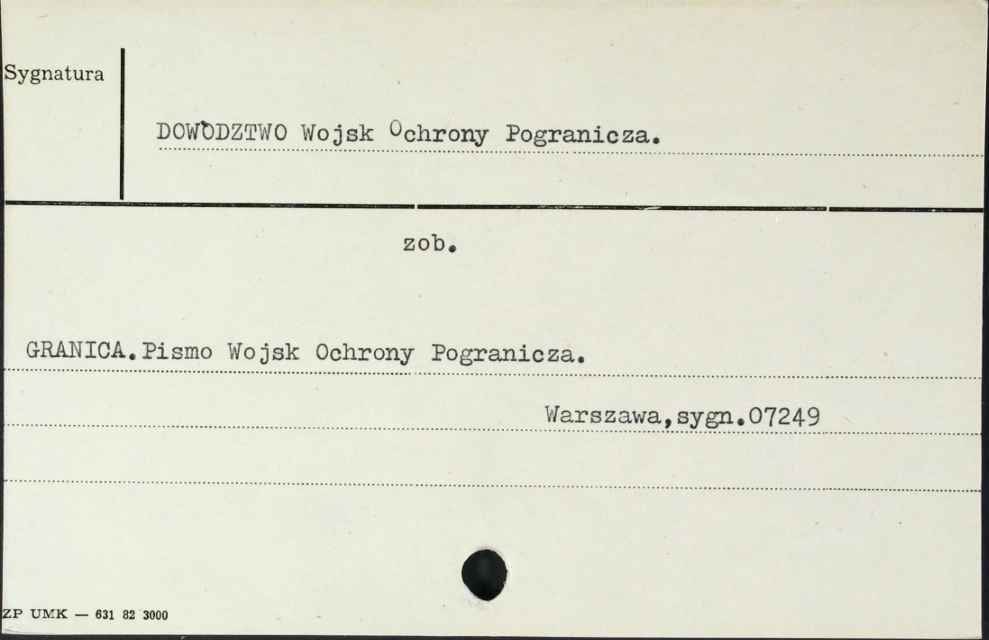 Sygnatura
DOWÓDZTWO Wojsk Ochrony Pogranicza.
zob.
GRANICA.Pismo Wojsk Ochrony Pogranicza.
Warszawa,sygn.07249
ZP UMK — 631 82 3000